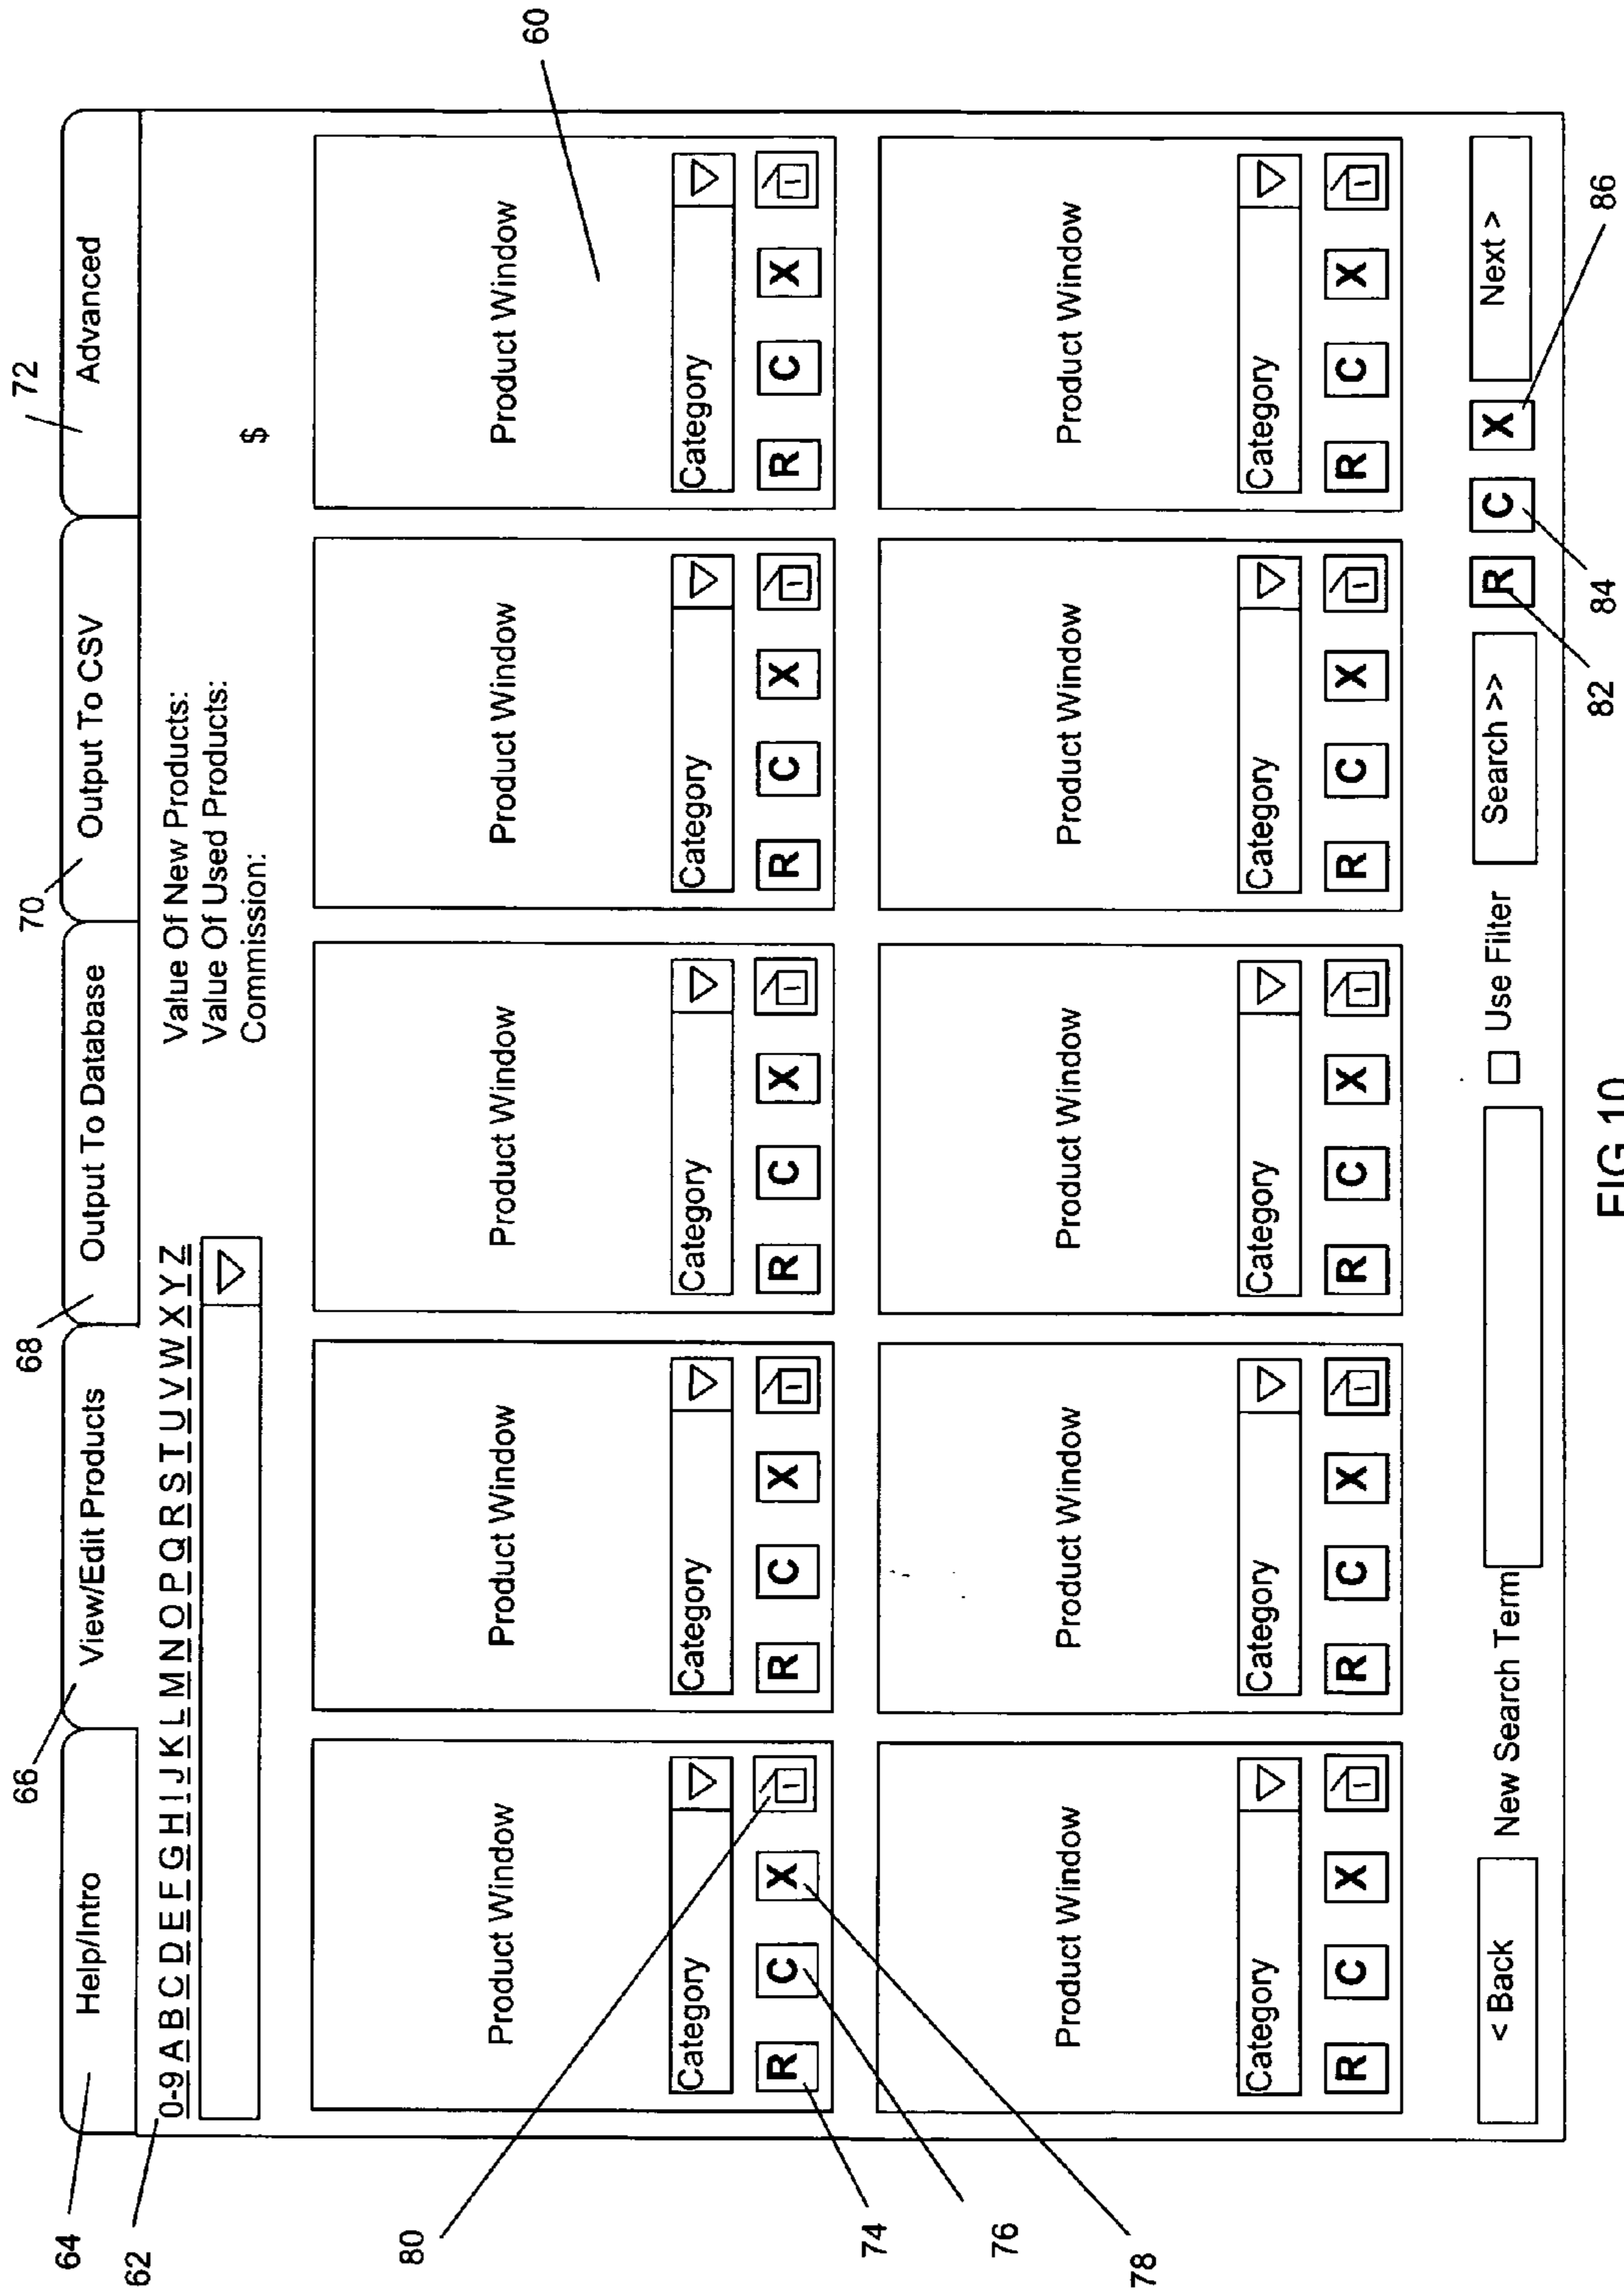 64 66 68 70 72
Help/Intro View/Edit Products Output To Database Output To CSV Advanced
62
0-9 A B C D E F G H I J K L M N O P Q R S T U V W X Y Z
Value Of New Products:
Value Of Used Products:
Commission: $
60
Product Window Product Window Product Window Product Window Product Window
Category Category Category Category Category
R C X R C X R C X R C X R C X
80
74
76
78
Product Window Product Window Product Window Product Window Product Window
Category Category Category Category Category
R C X R C X R C X R C X R C X
< Back New Search Term Use Filter Search >> R C X Next >
82 84 86
FIG 10